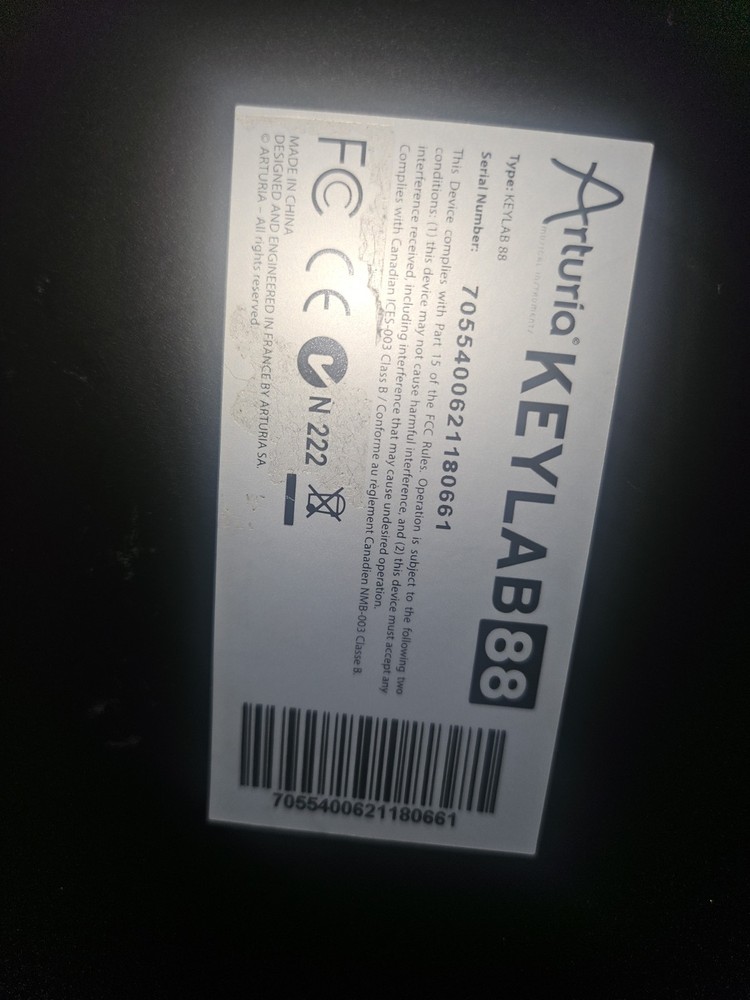 Arturia® KEYLAB 88
MUSICAL INSTRUMENTS
Type: KEYLAB 88
Serial Number: 7055400621180661
This Device complies with Part 15 of the FCC Rules. Operation is subject to the following two
conditions: (1) this device may not cause harmful interference, and (2) this device must accept any
interference received, including interference that may cause undesired operation.
Complies with Canadian ICES-003 Class B / Conforme au règlement Canadien NMB-003 Classe B.
FC CE N 222
MADE IN CHINA
DESIGNED AND ENGINEERED IN FRANCE BY ARTURIA SA.
© ARTURIA – All rights reserved.
7055400621180661